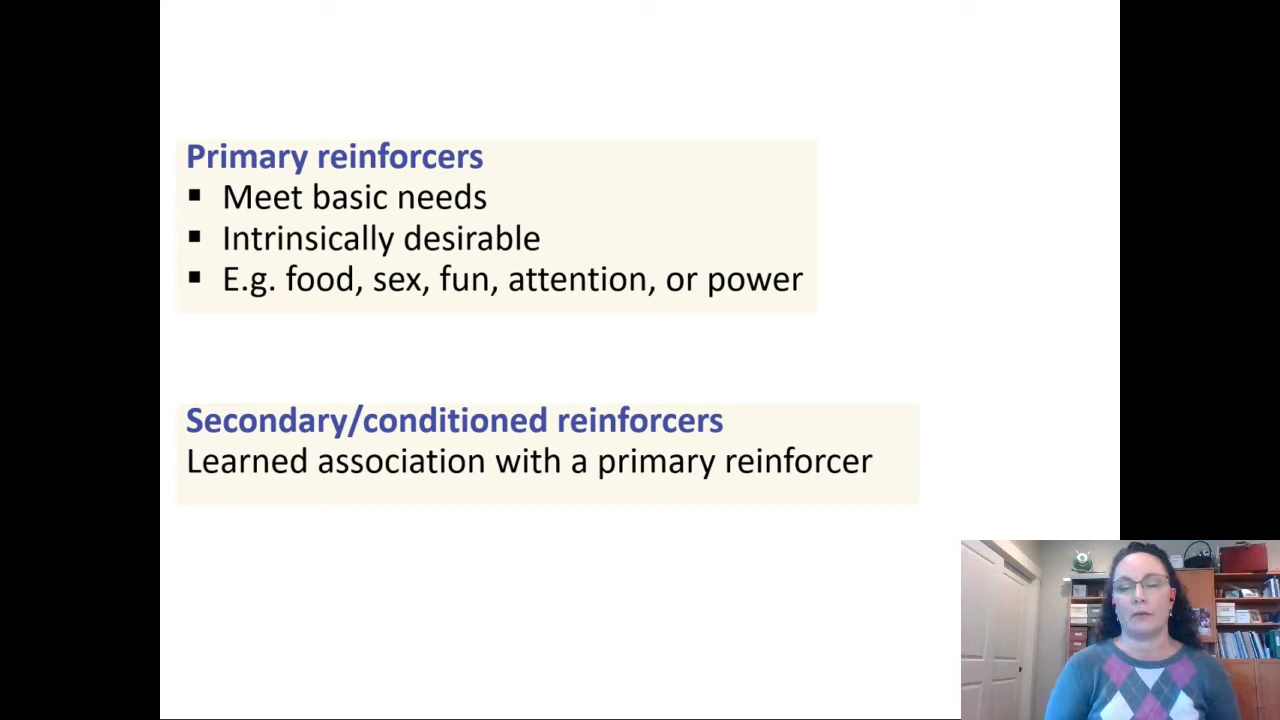 Primary reinforcers
▪ Meet basic needs
▪ Intrinsically desirable
▪ E.g. food, sex, fun, attention, or power
Secondary/conditioned reinforcers
Learned association with a primary reinforcer